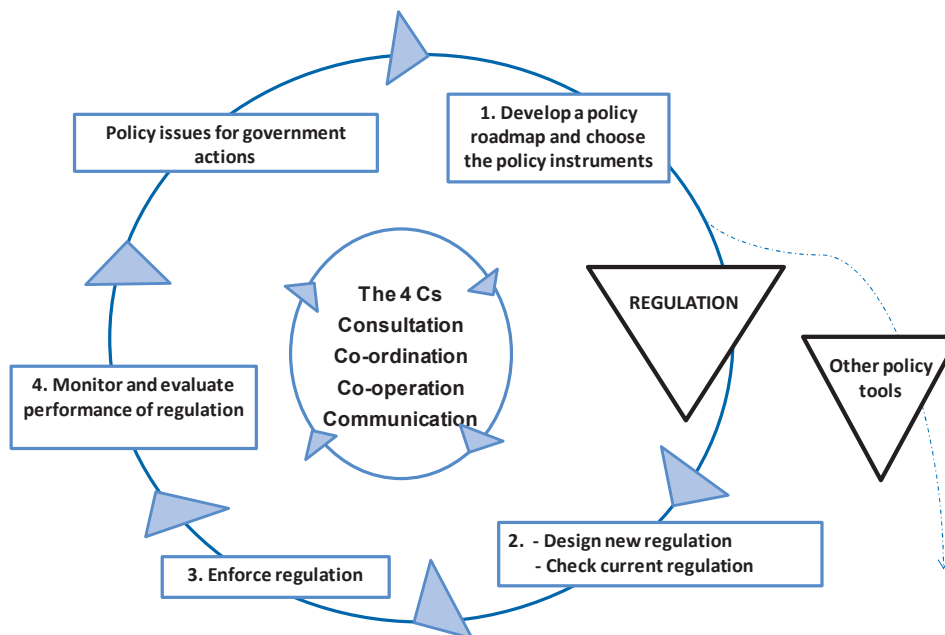 Policy issues for government
actions
1. Develop a policy
roadmap and choose
the policy instruments
REGULATION
Other policy
tools
The 4 Cs
Consultation
Co-ordination
Co-operation
Communication
4. Monitor and evaluate
performance of regulation
2. - Design new regulation
- Check current regulation
3. Enforce regulation